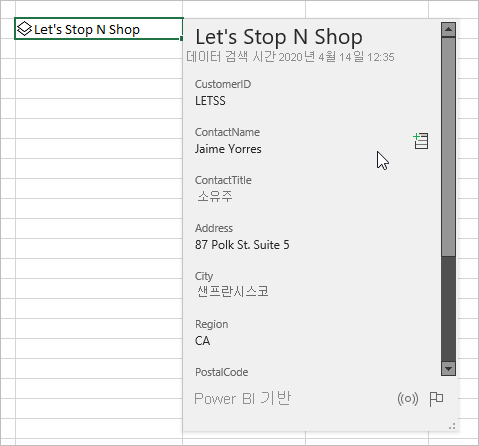 Let's Stop N Shop
Let's Stop N Shop
데이터 검색 시간 2020년 4월 14일 12:35
CustomerID
LETSS
ContactName
Jaime Yorres
ContactTitle
소유주
Address
87 Polk St. Suite 5
City
샌프란시스코
Region
CA
PostalCode
Power BI 기반